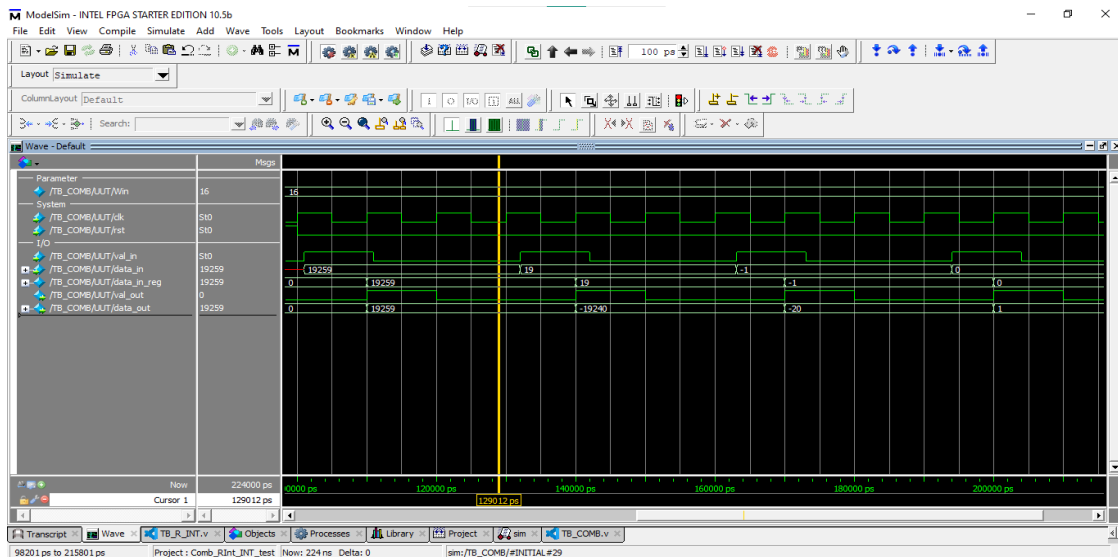 ModelSim - INTEL FPGA STARTER EDITION 10.5b
File Edit View Compile Simulate Add Wave Tools Layout Bookmarks Window Help
100 ps
Layout Simulate
ColumnLayout Default
ALL
Search:
Wave - Default
Msgs
Parameter
/TB_COMB/UUT/Win 16 16
System
/TB_COMB/UUT/clk St0
/TB_COMB/UUT/rst St0
I/O
/TB_COMB/UUT/val_in St0
/TB_COMB/UUT/data_in 19259 19259 19 -1 0
/TB_COMB/UUT/data_in_reg 19259 0 19259 19 -1 0
/TB_COMB/UUT/val_out 0
/TB_COMB/UUT/data_out 19259 0 19259 -19240 -20 1
Now 224000 ps 0000 ps 120000 ps 140000 ps 160000 ps 180000 ps 200000 ps
Cursor 1 129012 ps 129012 ps
Transcript Wave TB_R_INT.v Objects Processes Library Project sim TB_COMB.v
98201 ps to 215801 ps Project : Comb_RInt_INT_test Now: 224 ns Delta: 0 sim:/TB_COMB/#INITIAL#29